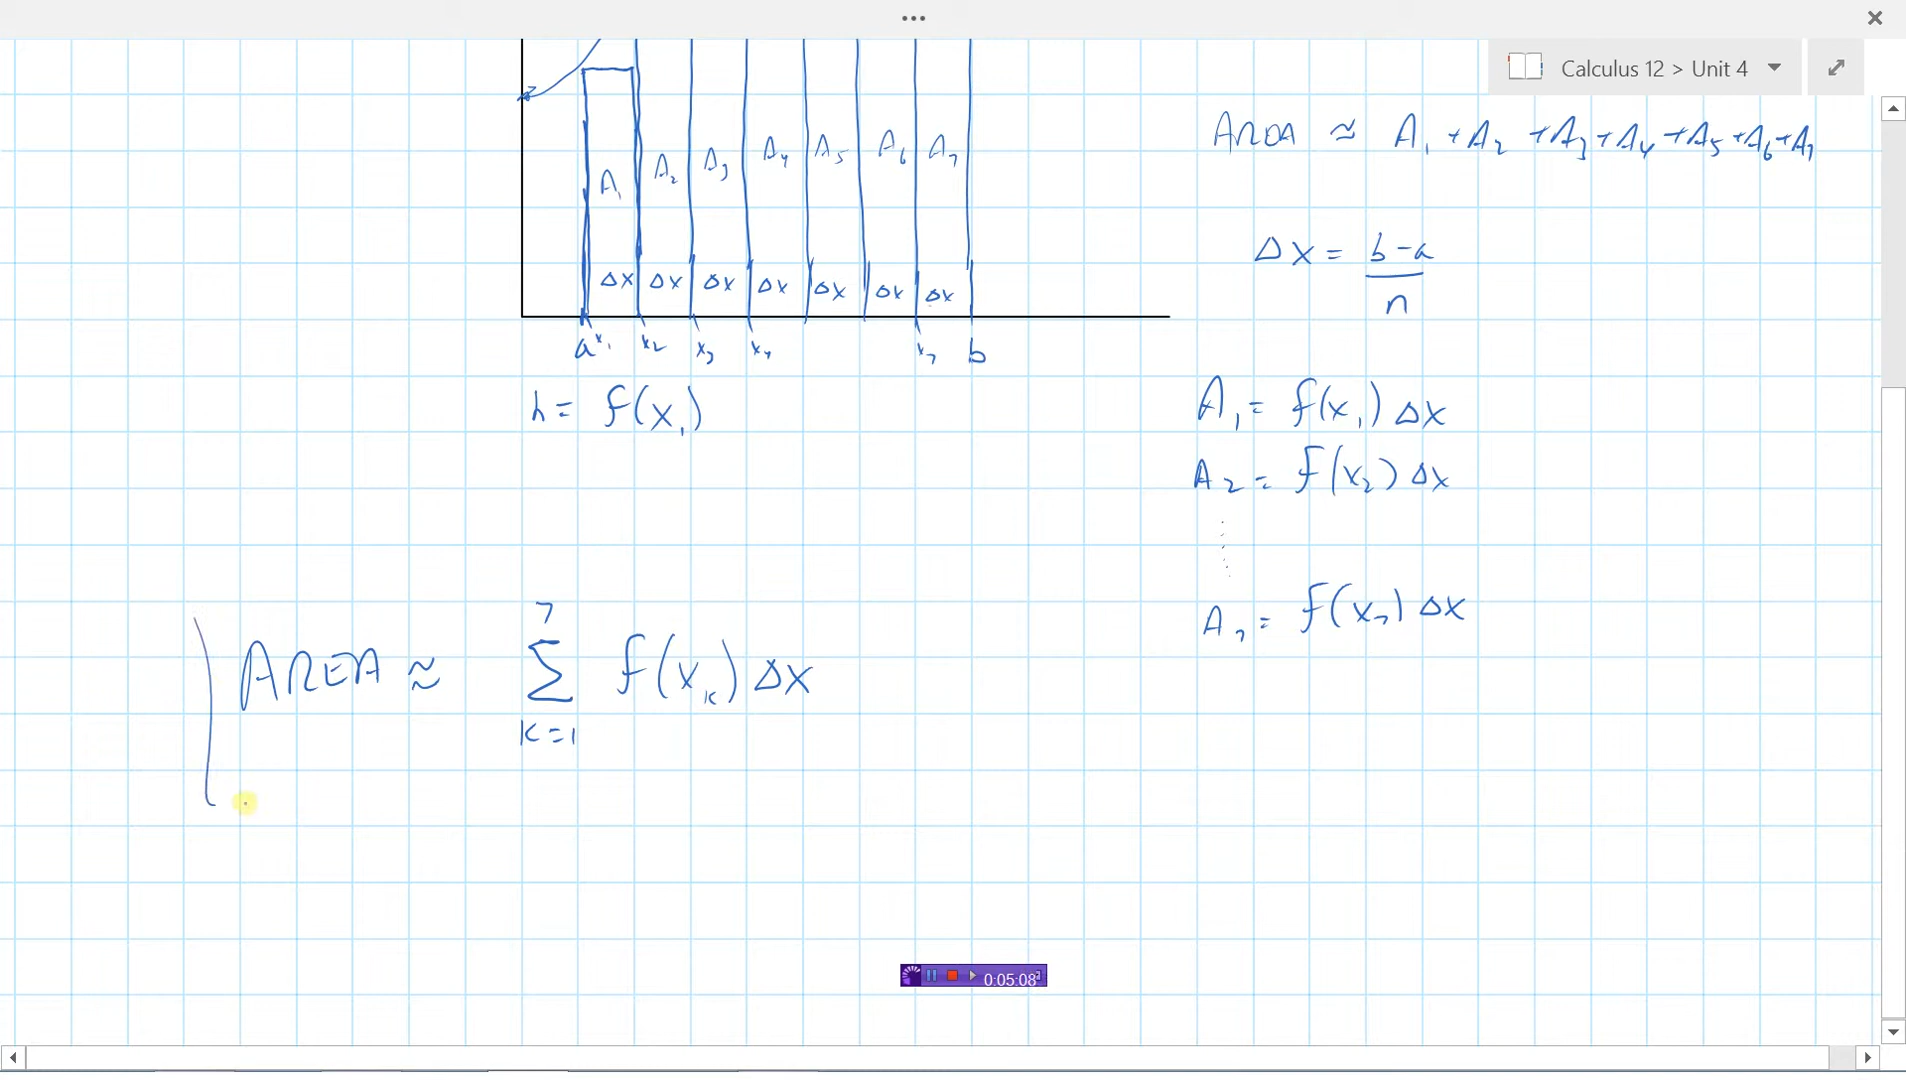 Calculus 12 > Unit 4
AREA ≈ A₁ + A₂ + A₃ + A₄ + A₅ + A₆ + A₇
A₁ A₂ A₃ A₄ A₅ A₆ A₇
Δx Δx Δx Δx Δx Δx Δx
a x₁ x₂ x₃ x₄ x₇ b
Δx = b - a
n
h = f(x₁)
A₁ = f(x₁) Δx
A₂ = f(x₂) Δx
A₇ = f(x₇) Δx
7
AREA ≈ Σ f(xₖ) Δx
K = 1
0:05:08